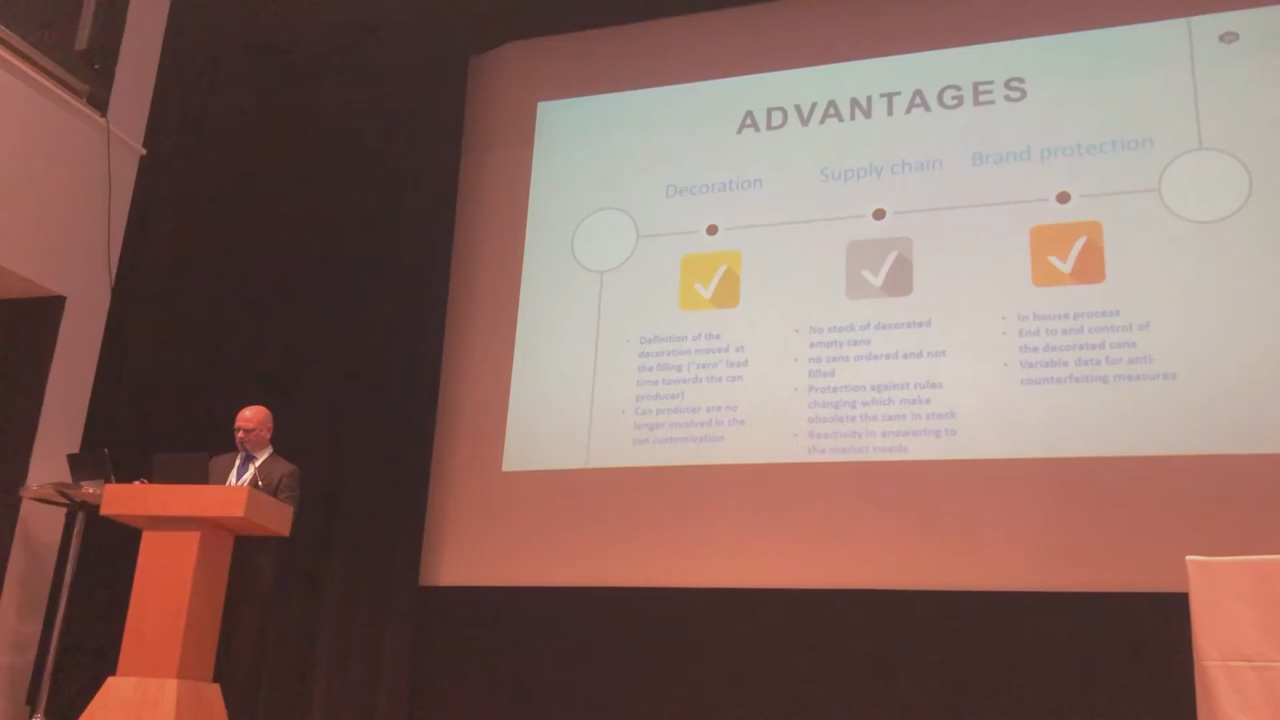 ADVANTAGES
Decoration
Supply chain
Brand protection
• Definition of the
decoration moved at
the filling ("zero" lead
time towards the can
producer)
• Can producer are no
longer involved in the
can customization
• No stock of decorated
empty cans
• no cans ordered and not
filled
• Protection against rules
changing which make
obsolete the cans in stock
• Reactivity in answering to
the market needs
• In house process
• End to end control of
the decorated cans
• Variable data for anti-
counterfeiting measures